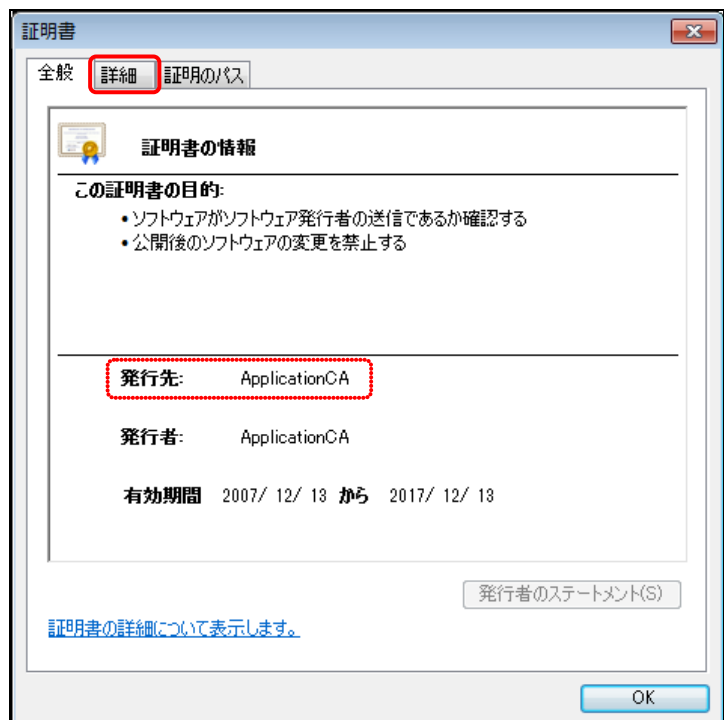 証明書
全般 詳細 証明のパス
証明書の情報
この証明書の目的:
• ソフトウェアがソフトウェア発行者の送信であるか確認する
• 公開後のソフトウェアの変更を禁止する
発行先: ApplicationCA
発行者: ApplicationCA
有効期間 2007/ 12/ 13 から 2017/ 12/ 13
発行者のステートメント(S)
証明書の詳細について表示します。
OK